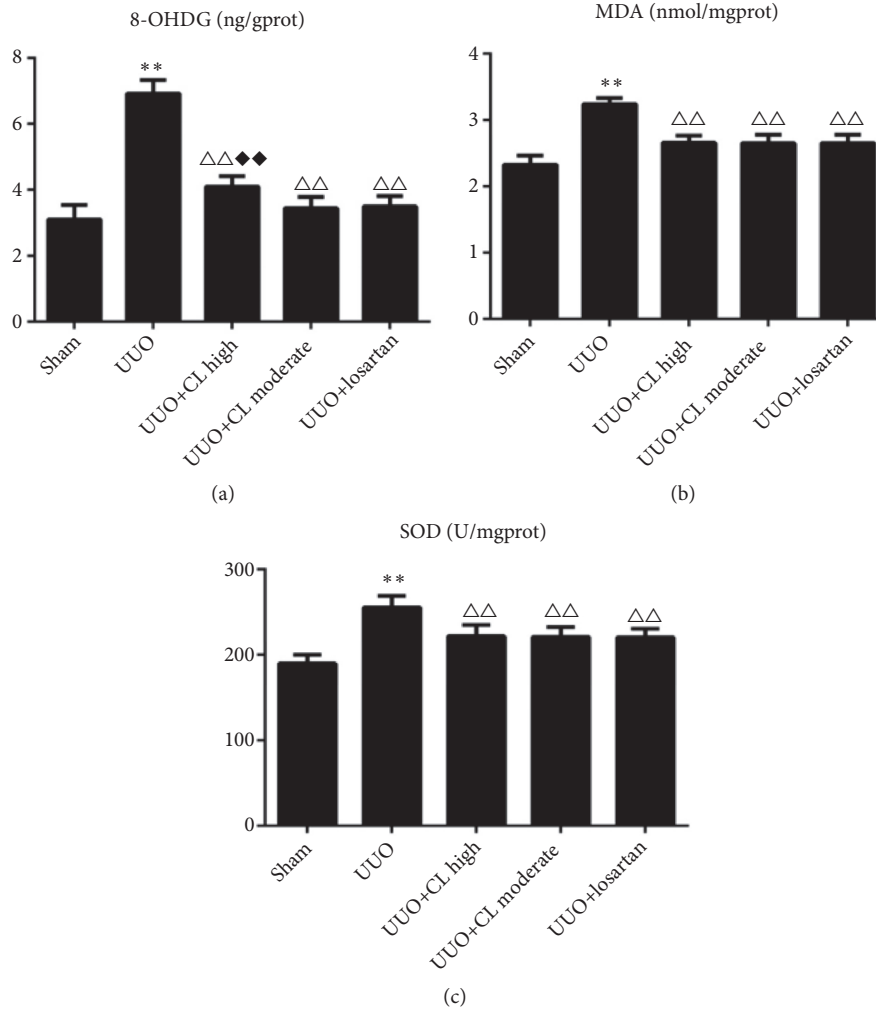 8-OHDG (ng/gprot)
8
6
4
2
0
**
△△◆◆
△△
△△
Sham
UUO
UUO+CL high
UUO+CL moderate
UUO+losartan
(a)
MDA (nmol/mgprot)
4
3
2
1
0
**
△△
△△
△△
Sham
UUO
UUO+CL high
UUO+CL moderate
UUO+losartan
(b)
SOD (U/mgprot)
300
200
100
0
**
△△
△△
△△
Sham
UUO
UUO+CL high
UUO+CL moderate
UUO+losartan
(c)